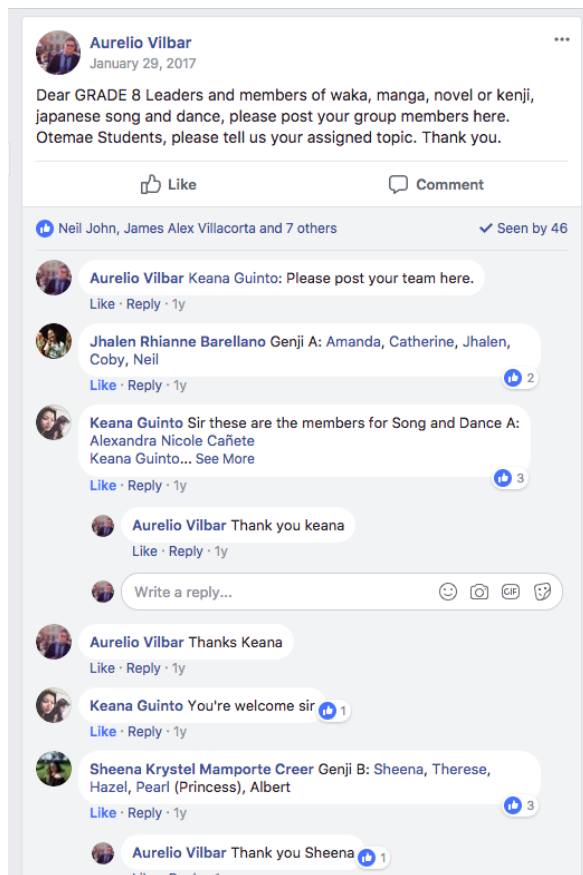 Aurelio Vilbar
January 29, 2017
Dear GRADE 8 Leaders and members of waka, manga, novel or kenji,
japanese song and dance, please post your group members here.
Otemae Students, please tell us your assigned topic. Thank you.
Like Comment
Neil John, James Alex Villacorta and 7 others Seen by 46
Aurelio Vilbar Keana Guinto: Please post your team here.
Like · Reply · 1y
Jhalen Rhianne Barellano Genji A: Amanda, Catherine, Jhalen,
Coby, Neil
2
Like · Reply · 1y
Keana Guinto Sir these are the members for Song and Dance A:
Alexandra Nicole Cañete
Keana Guinto... See More
3
Like · Reply · 1y
Aurelio Vilbar Thank you keana
Like · Reply · 1y
Write a reply... GIF
Aurelio Vilbar Thanks Keana
Like · Reply · 1y
Keana Guinto You're welcome sir 1
Like · Reply · 1y
Sheena Krystel Mamporte Creer Genji B: Sheena, Therese,
Hazel, Pearl (Princess), Albert
3
Like · Reply · 1y
Aurelio Vilbar Thank you Sheena 1